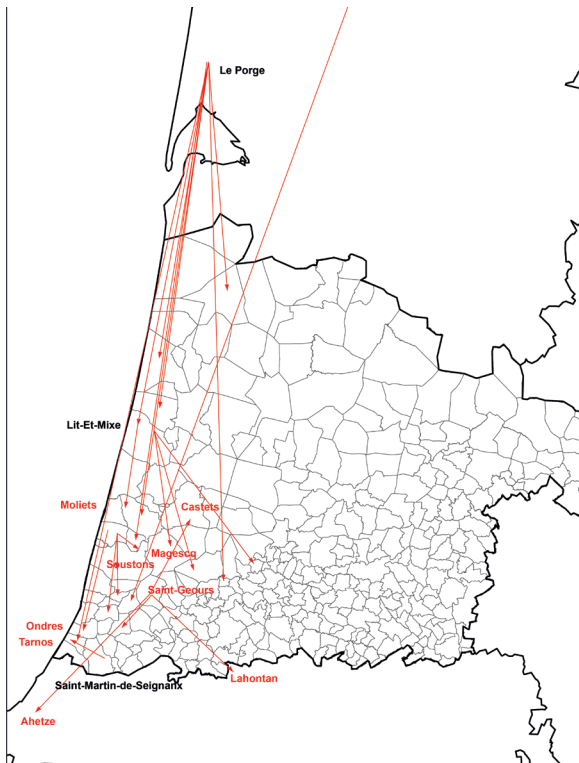 Le Porge
Lit-Et-Mixe
Moliets
Castets
Magescq
Soustons
Saint-Geours
Ondres
Tarnos
Lahontan
Saint-Martin-de-Seignanx
Ahetze